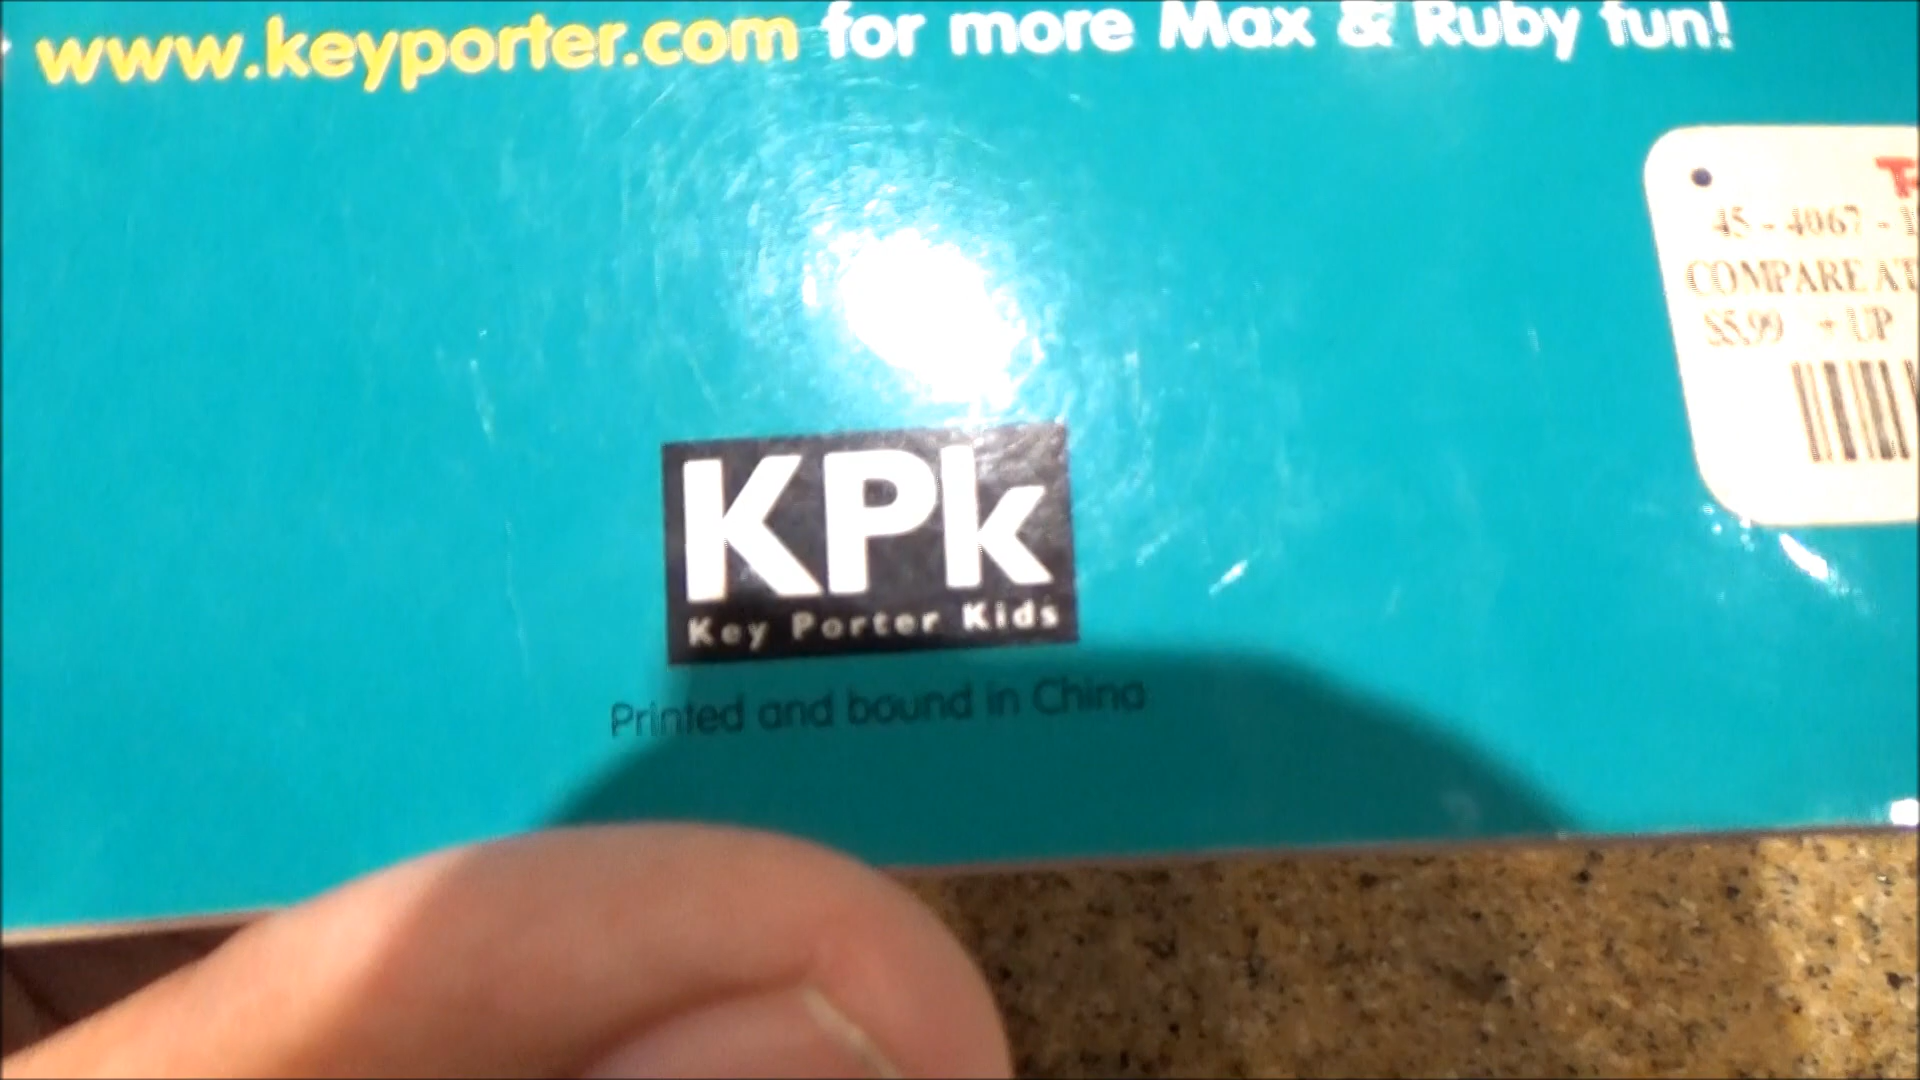 www.keyporter.com for more Max & Ruby fun!
45 - 4067 -
COMPARE AT
$5.99 + UP
KPk
Key Porter Kids
Printed and bound in China